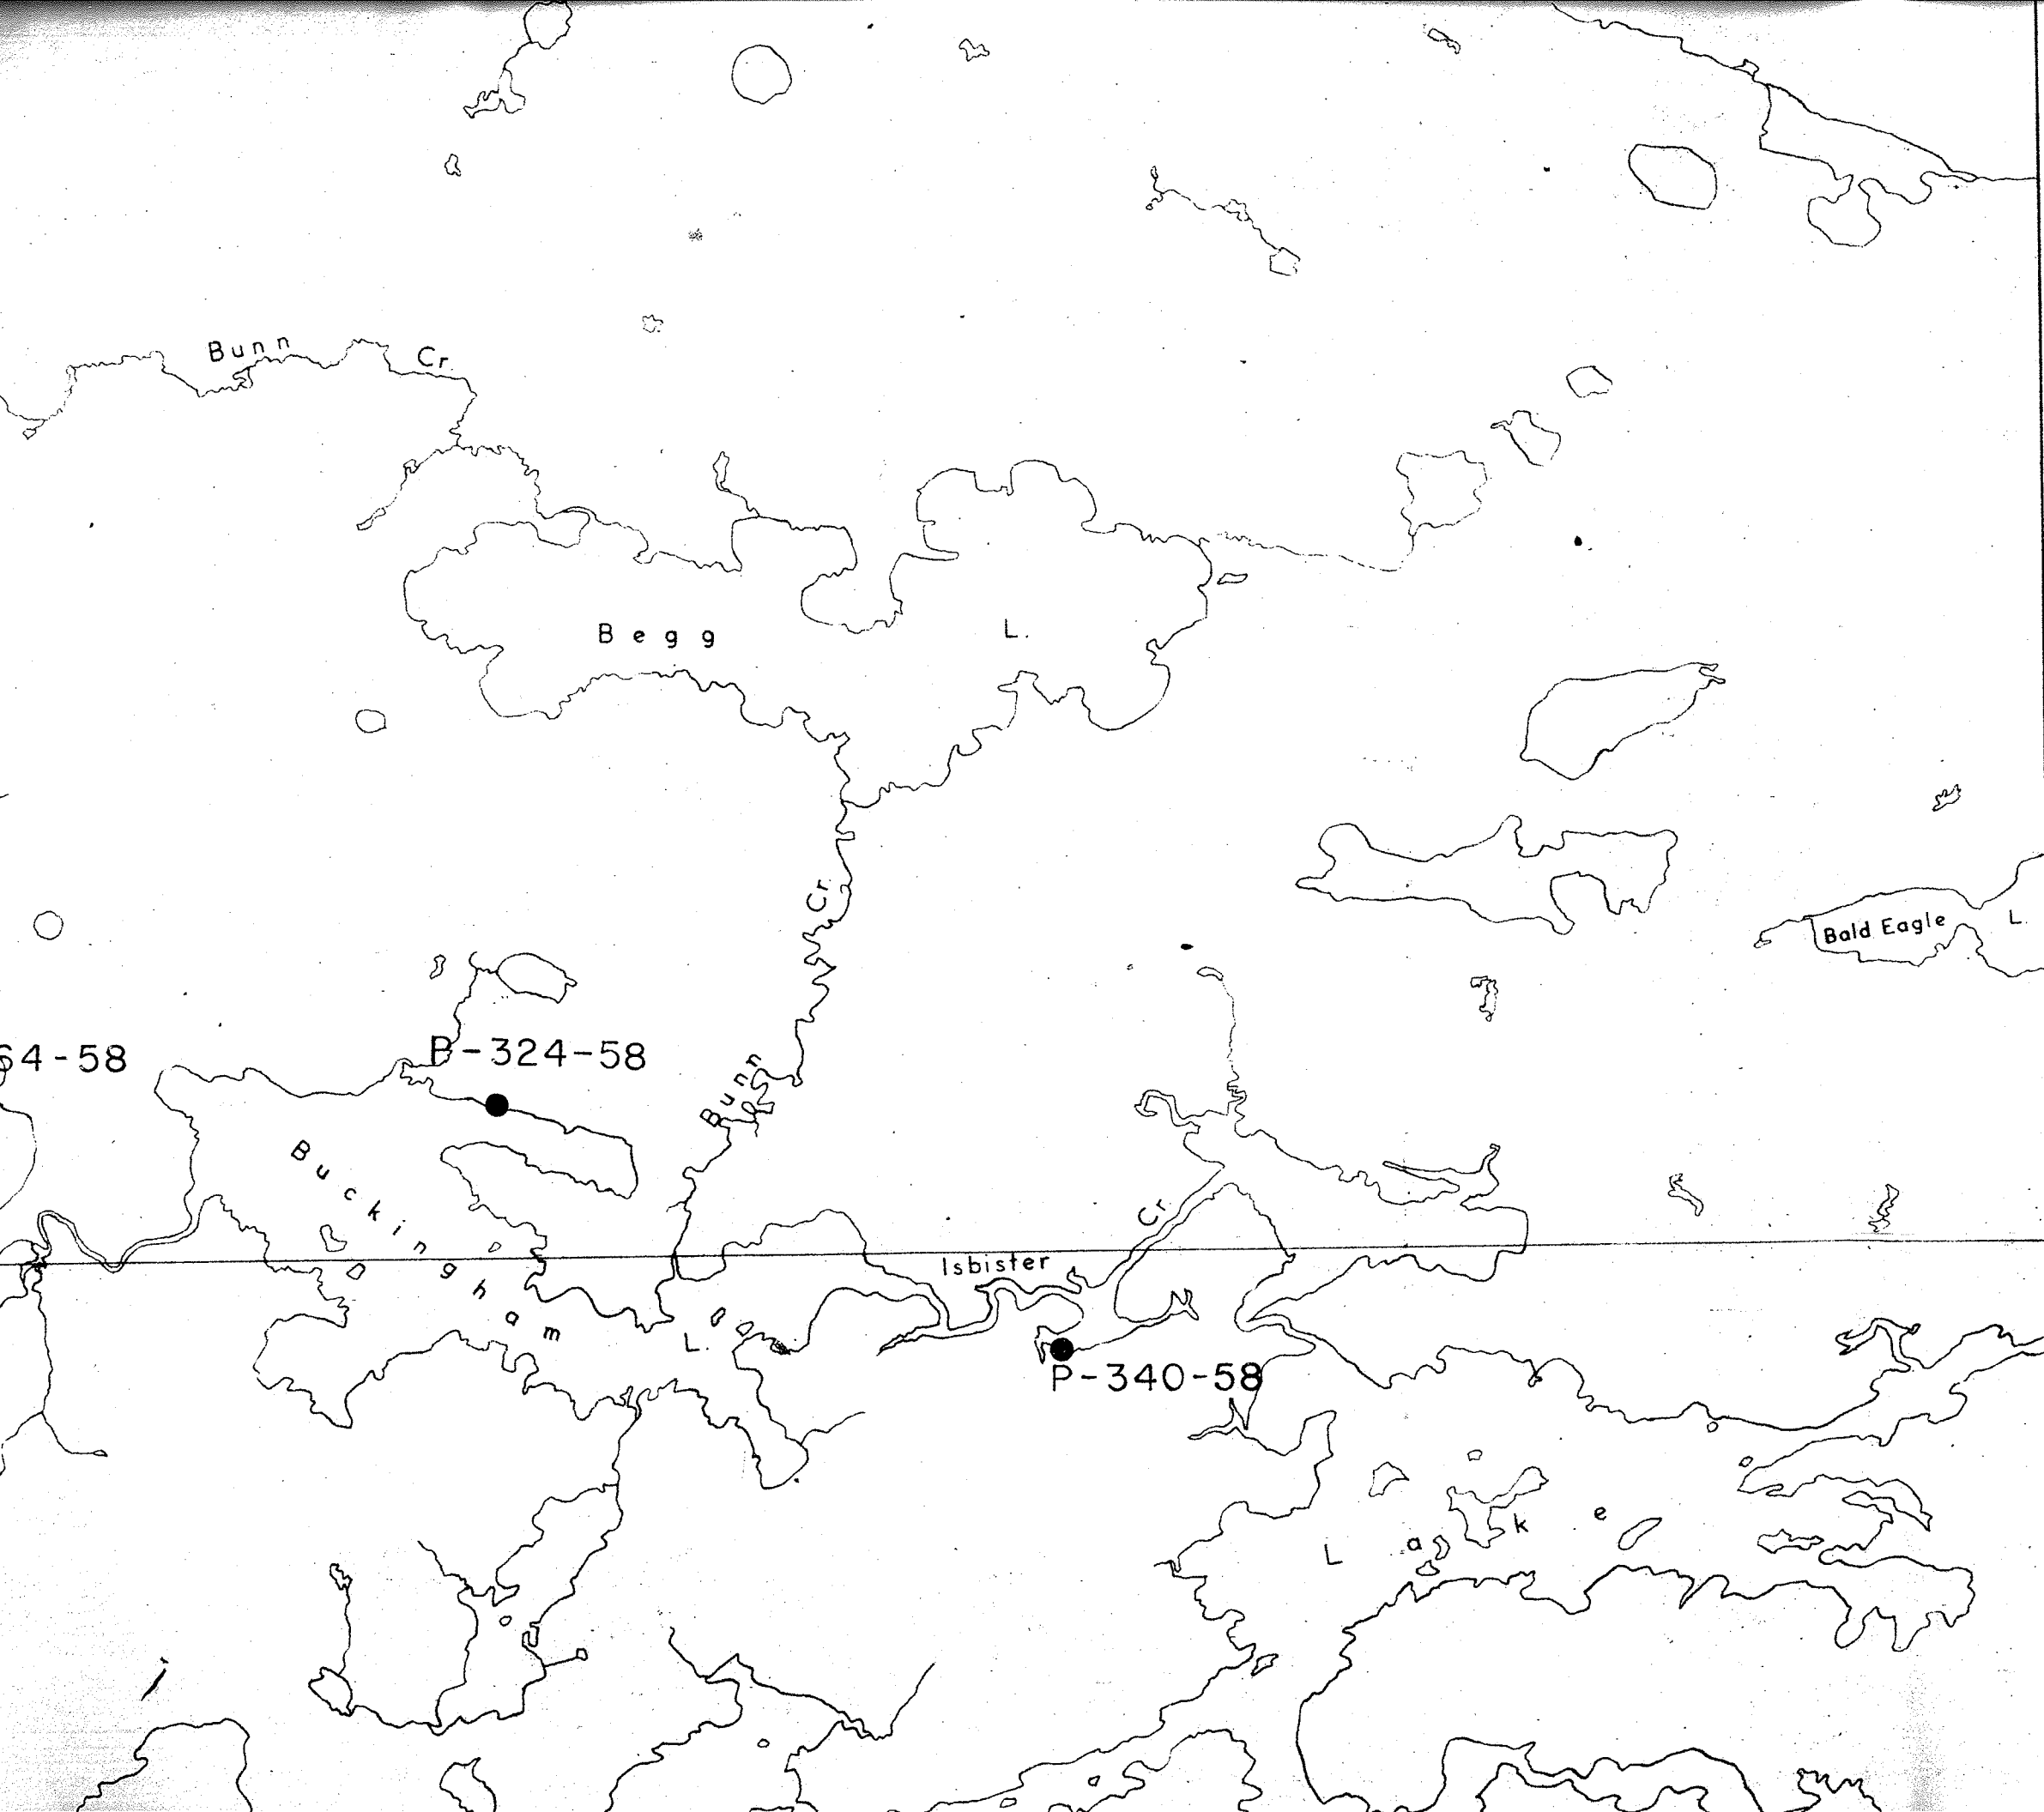 Bunn Cr.
Begg L.
Cr.
Bald Eagle L.
64-58
P-324-58
Bunn
Buckingham L.
Cr.
Isbister
P-340-58
Lake